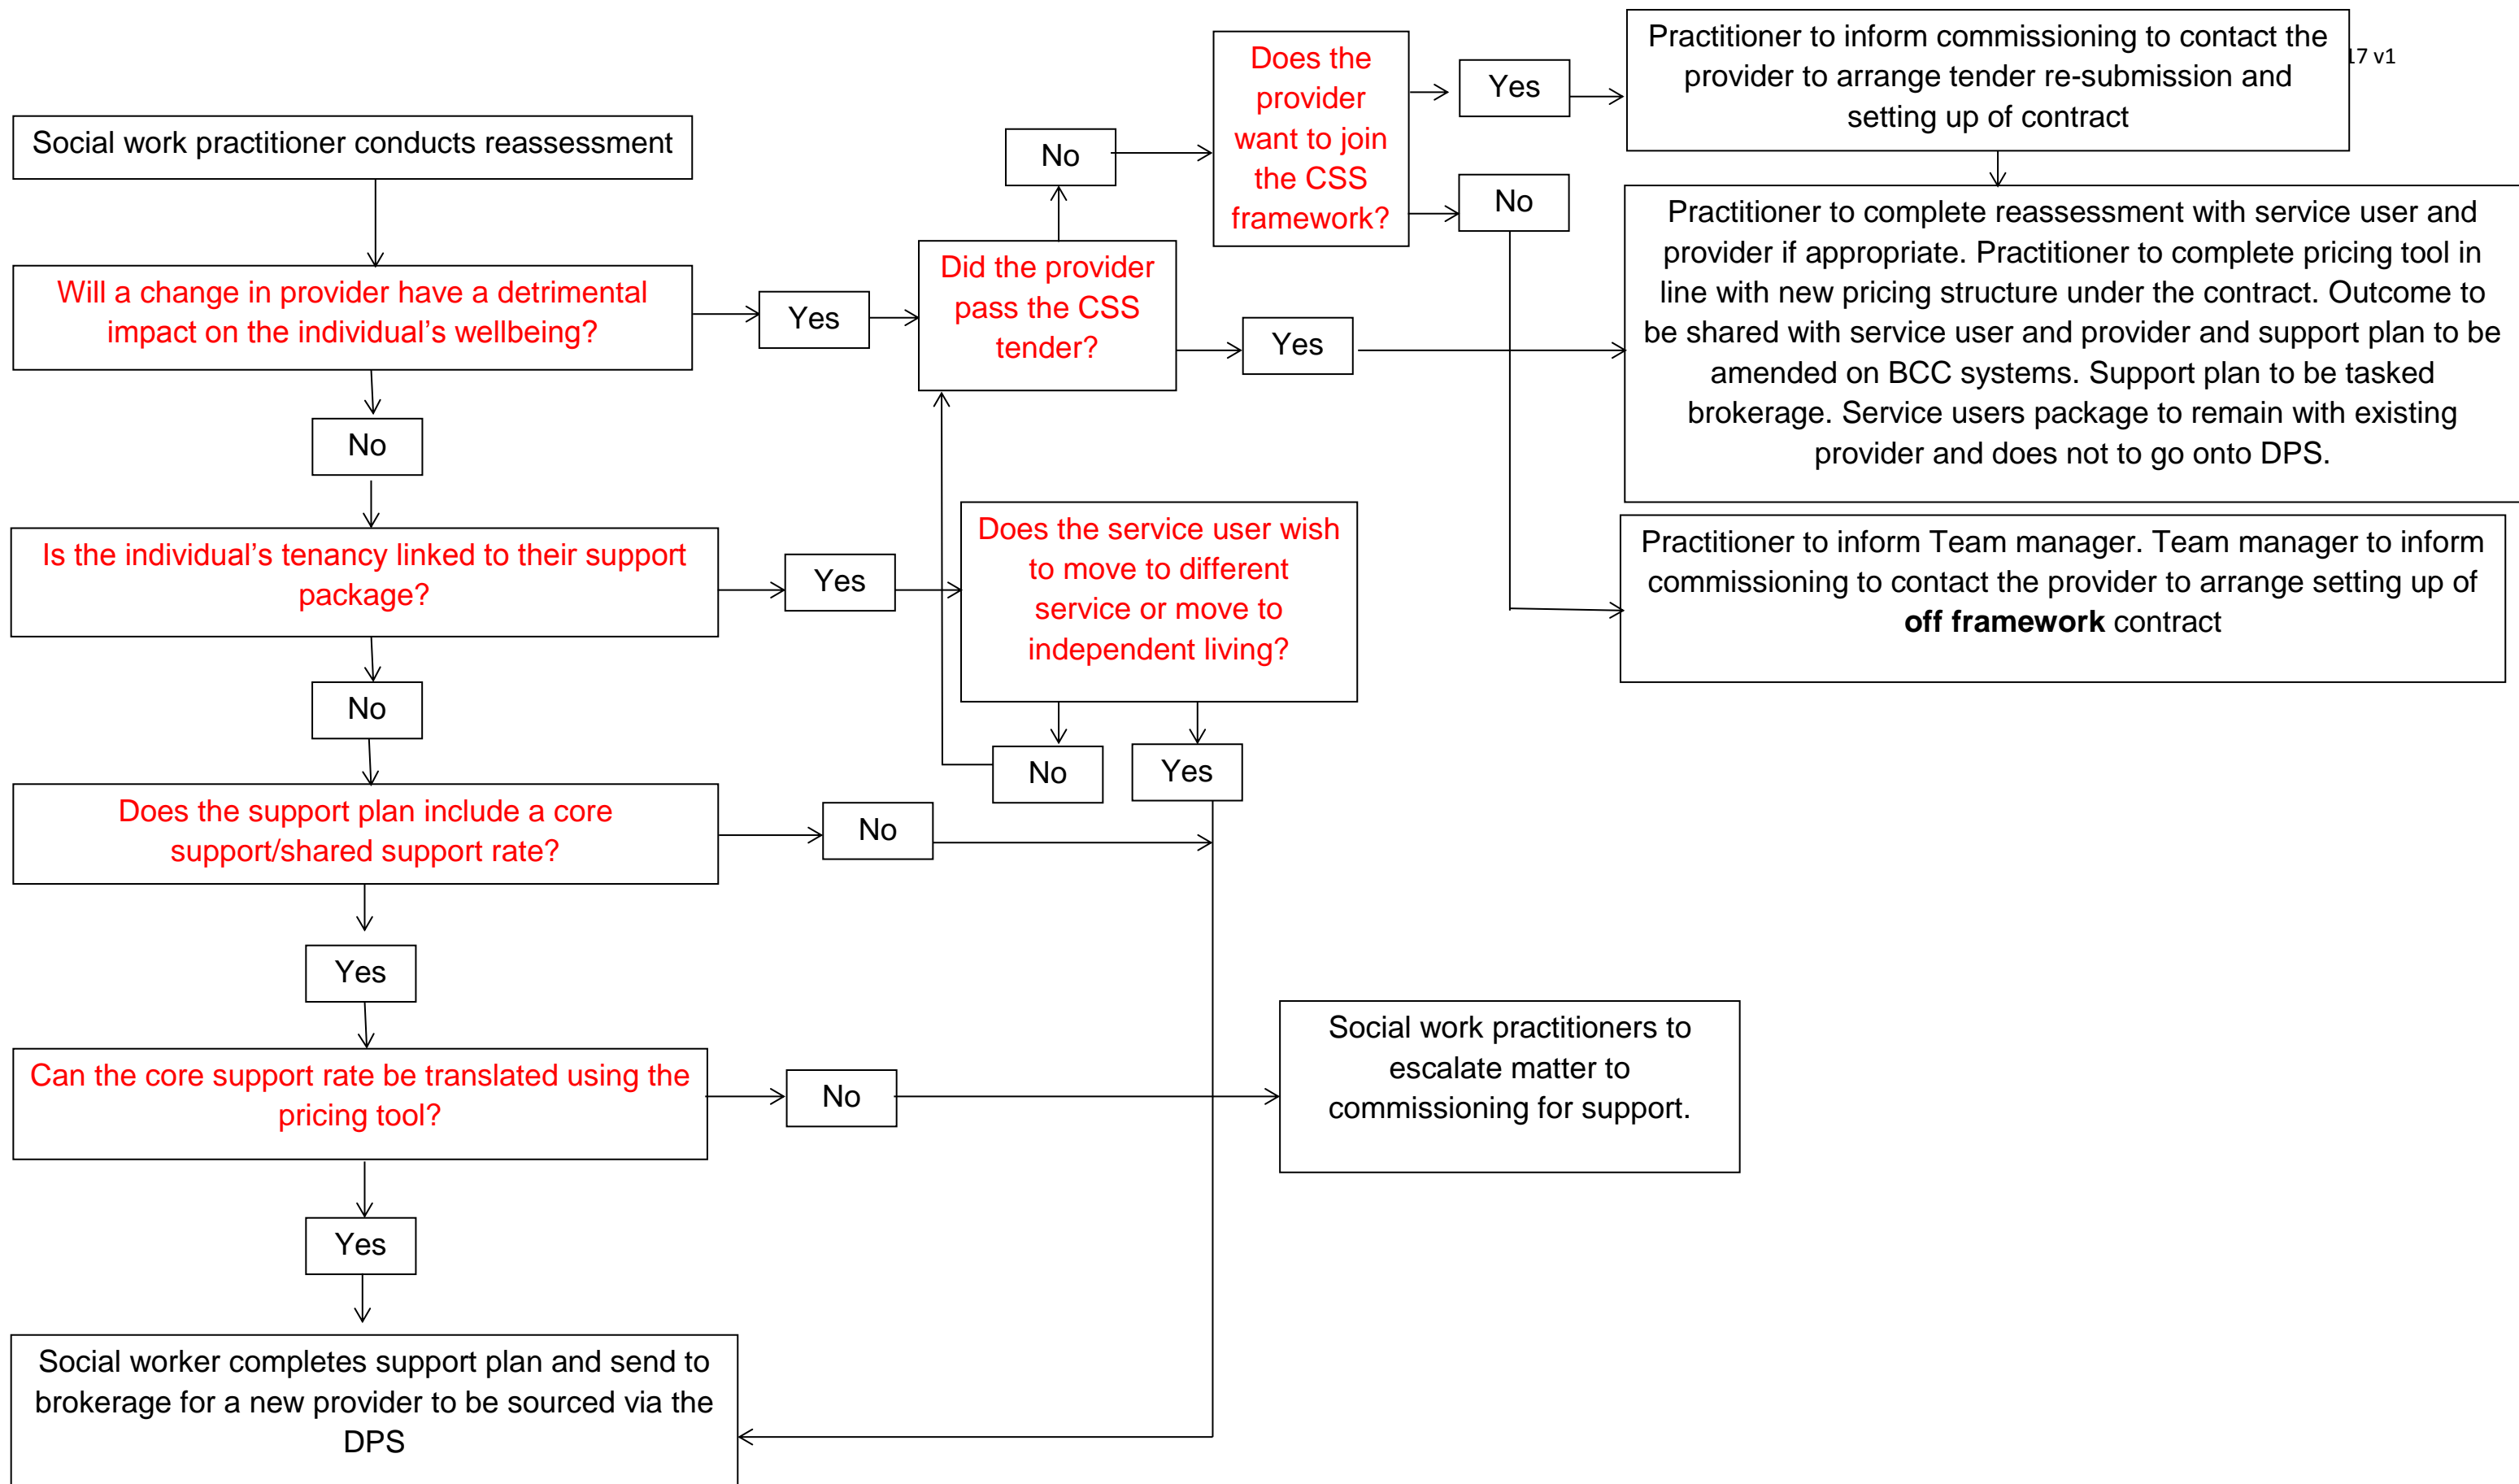 17 v1
Social work practitioner conducts reassessment
Will a change in provider have a detrimental
impact on the individual’s wellbeing?
Yes
No
Did the provider
pass the CSS
tender?
No
Yes
Does the
provider
want to join
the CSS
framework?
Yes
No
Practitioner to inform commissioning to contact the
provider to arrange tender re-submission and
setting up of contract
Practitioner to complete reassessment with service user and
provider if appropriate. Practitioner to complete pricing tool in
line with new pricing structure under the contract. Outcome to
be shared with service user and provider and support plan to be
amended on BCC systems. Support plan to be tasked
brokerage. Service users package to remain with existing
provider and does not to go onto DPS.
Practitioner to inform Team manager. Team manager to inform
commissioning to contact the provider to arrange setting up of
off framework contract
Is the individual’s tenancy linked to their support
package?
Yes
No
Does the service user wish
to move to different
service or move to
independent living?
No
Yes
Does the support plan include a core
support/shared support rate?
No
Yes
Can the core support rate be translated using the
pricing tool?
No
Yes
Social work practitioners to
escalate matter to
commissioning for support.
Social worker completes support plan and send to
brokerage for a new provider to be sourced via the
DPS